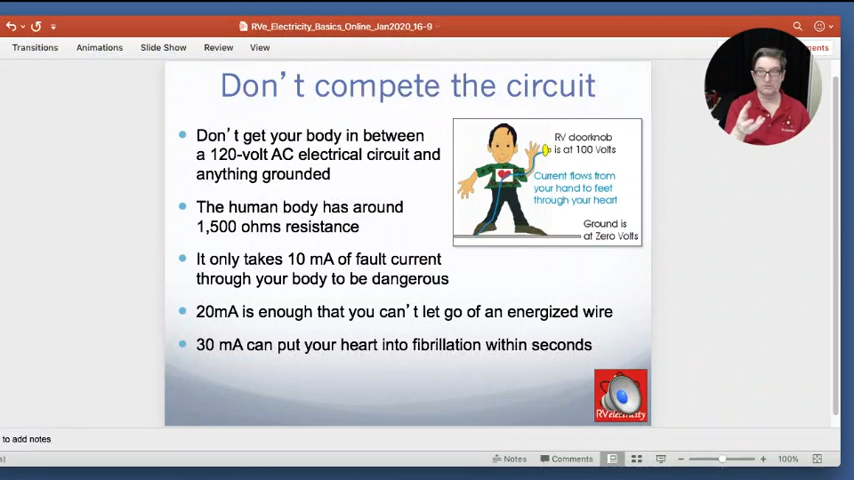 RVe_Electricity_Basics_Online_Jan2020_16-9
Transitions Animations Slide Show Review View
Don't compete the circuit
Don't get your body in between
a 120-volt AC electrical circuit and
anything grounded
The human body has around
1,500 ohms resistance
It only takes 10 mA of fault current
through your body to be dangerous
20mA is enough that you can't let go of an energized wire
30 mA can put your heart into fibrillation within seconds
RV doorknob
is at 100 Volts
Current flows from
your hand to feet
through your heart
Ground is
at Zero Volts
RVelectricity
to add notes
Notes Comments 100%